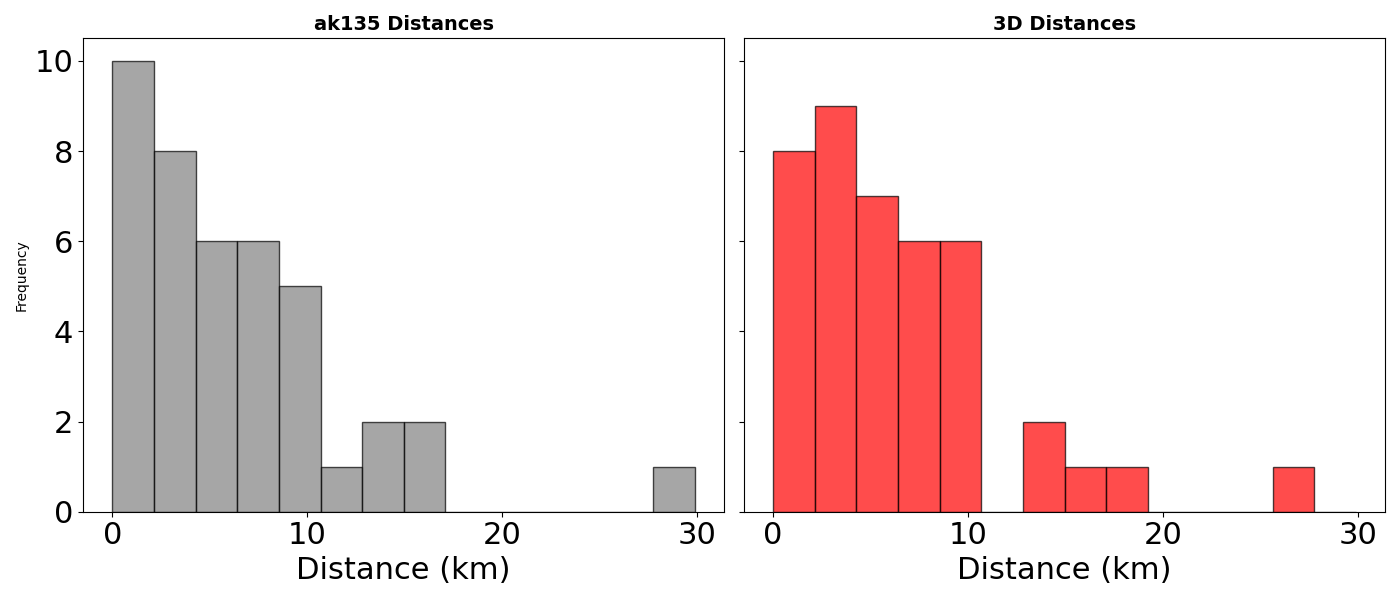 ak135 Distances
3D Distances
Frequency
10
8
6
4
2
0
0 10 20 30
0 10 20 30
Distance (km)
Distance (km)